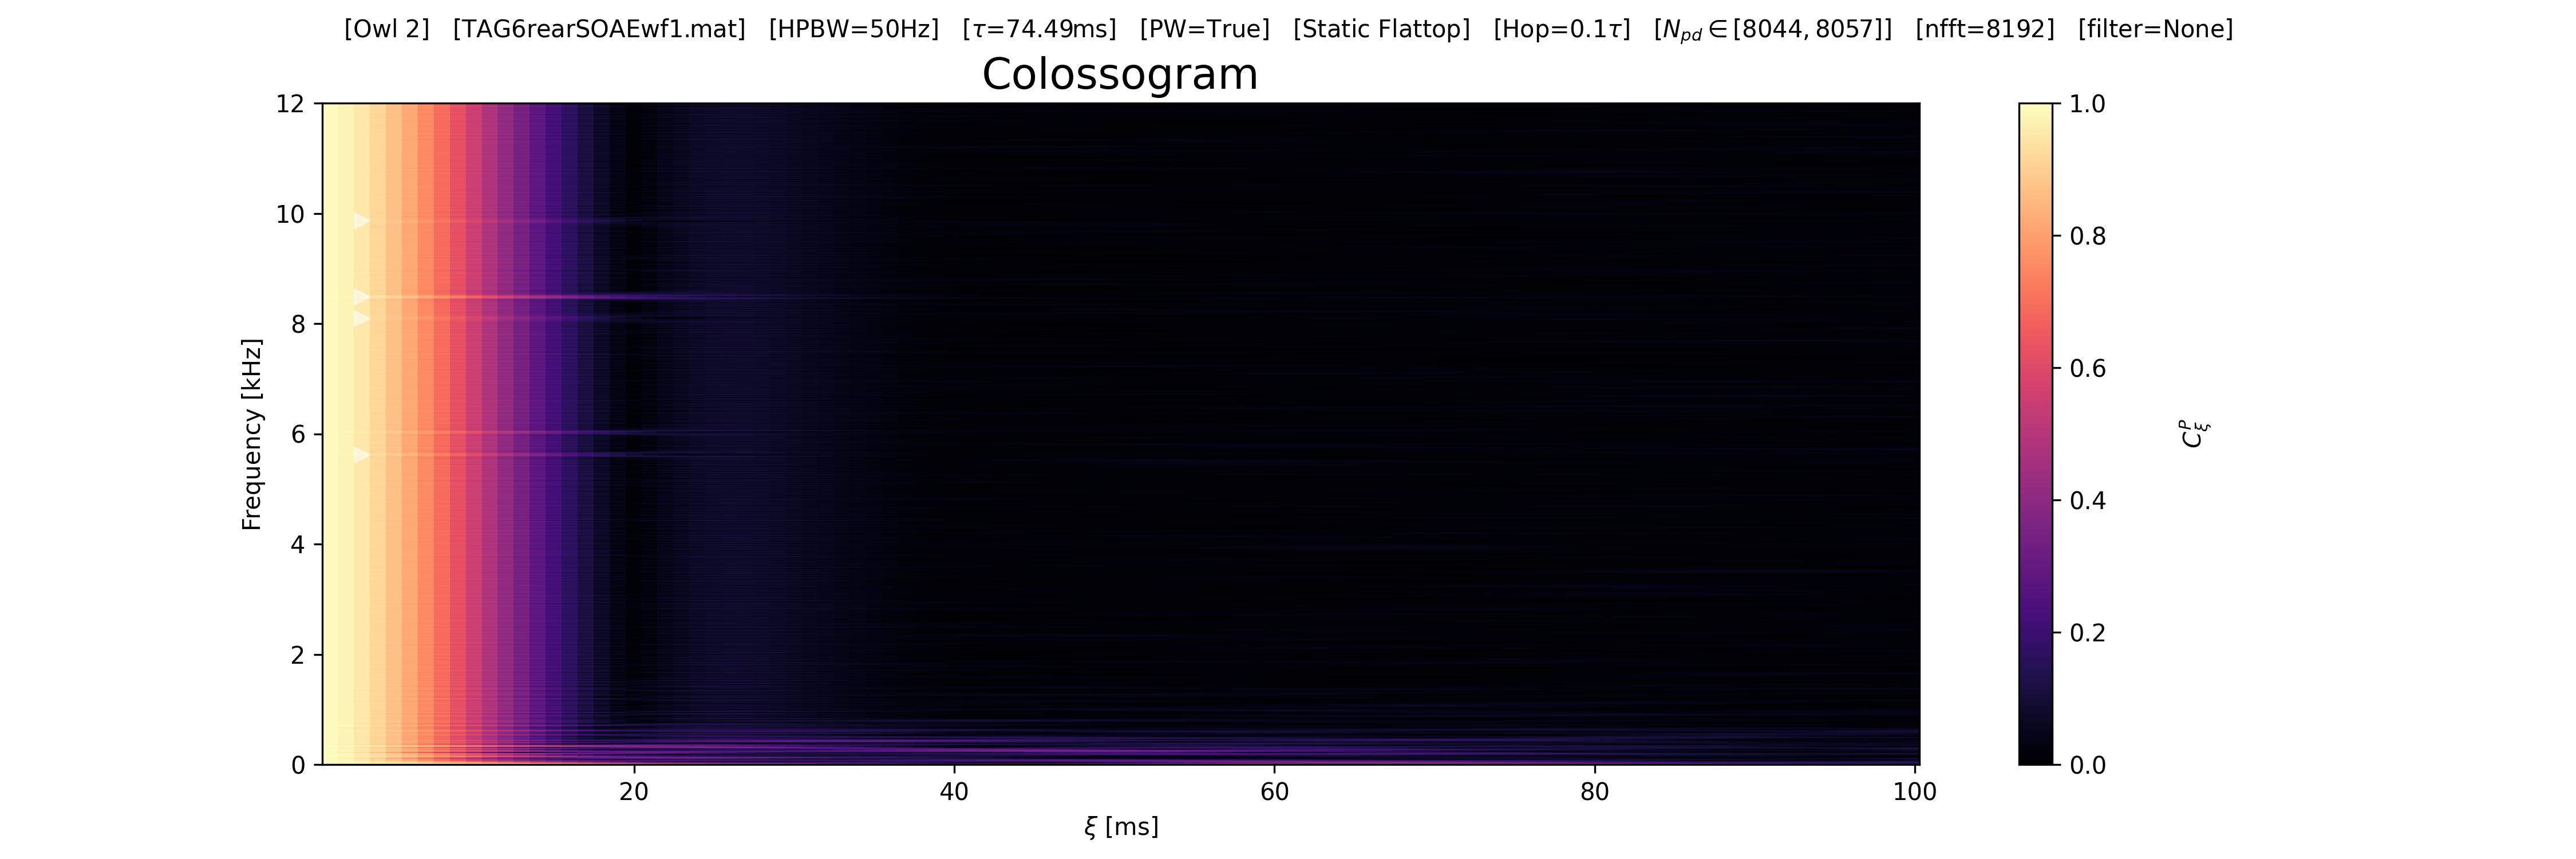 [Owl 2] [TAG6rearSOAEwf1.mat] [HPBW=50Hz] [τ=74.49ms] [PW=True] [Static Flattop] [Hop=0.1τ] [N_pd ∈ [8044, 8057]] [nfft=8192] [filter=None]
Colossogram
Frequency [kHz]
12
10
8
6
4
2
0
20 40 60 80 100
ξ [ms]
1.0
0.8
0.6
0.4
0.2
0.0
C_ξ^P